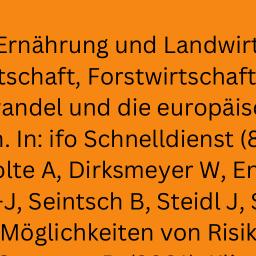 Ernährung und Landwirt
tschaft, Forstwirtschaft
andel und die europäis
n. In: ifo Schnelldienst (8
olte A, Dirksmeyer W, En
-J, Seintsch B, Steidl J, S
Möglichkeiten von Risik